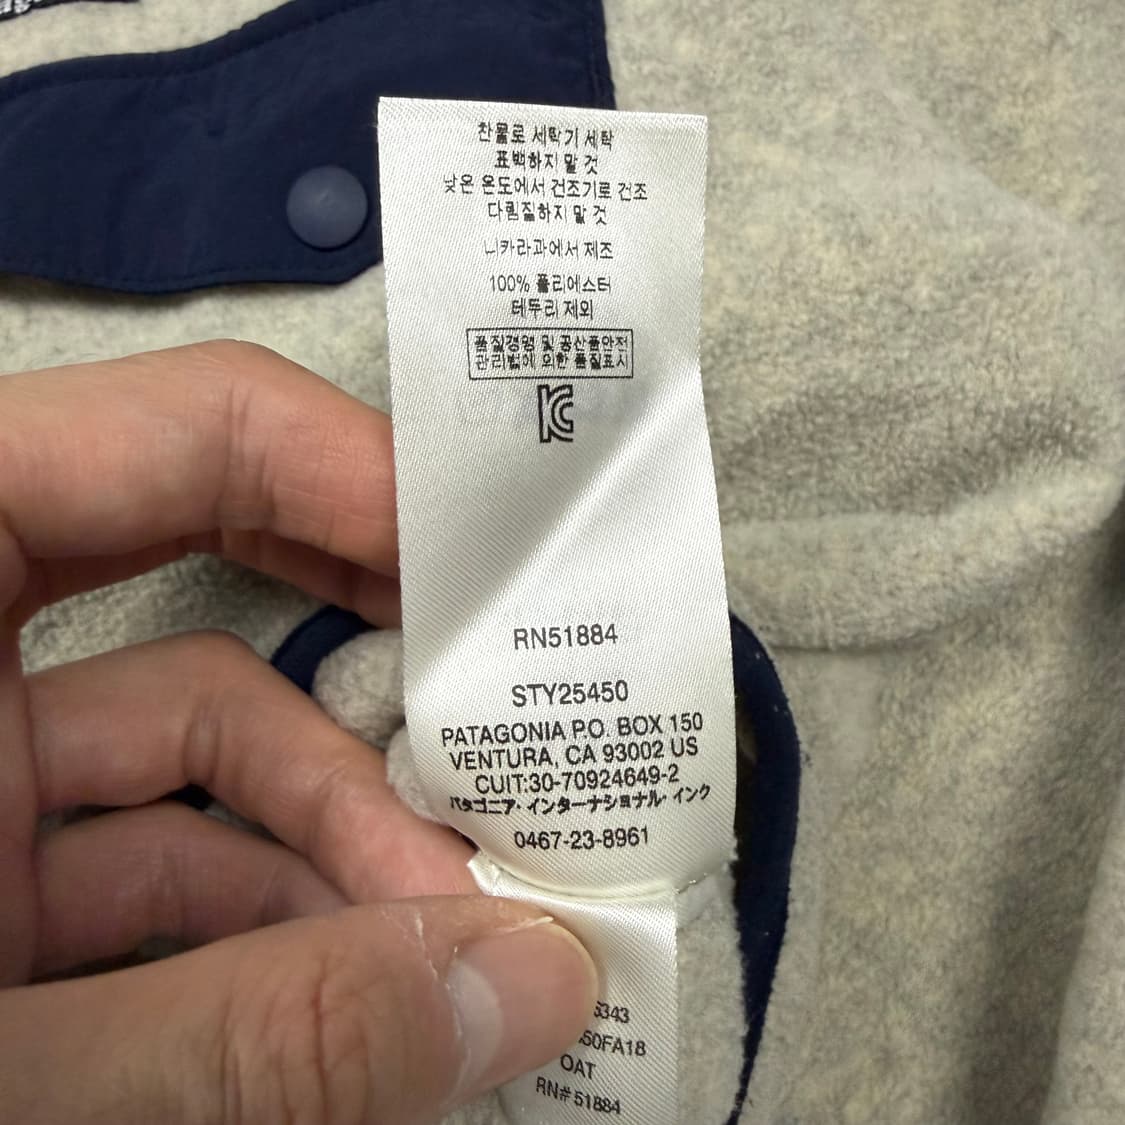 찬물로 세탁기 세탁
표백하지 말 것
낮은 온도에서 건조기로 건조
다림질하지 말 것
니카라과에서 제조
100% 폴리에스터
테두리 제외
품질경영 및 공산품안전
관리법에 의한 품질표시
KC
RN51884
STY25450
PATAGONIA P.O. BOX 150
VENTURA, CA 93002 US
CUIT:30-70924649-2
パタゴニア・インターナショナル・インク
0467-23-8961
OAT
RN# 51884